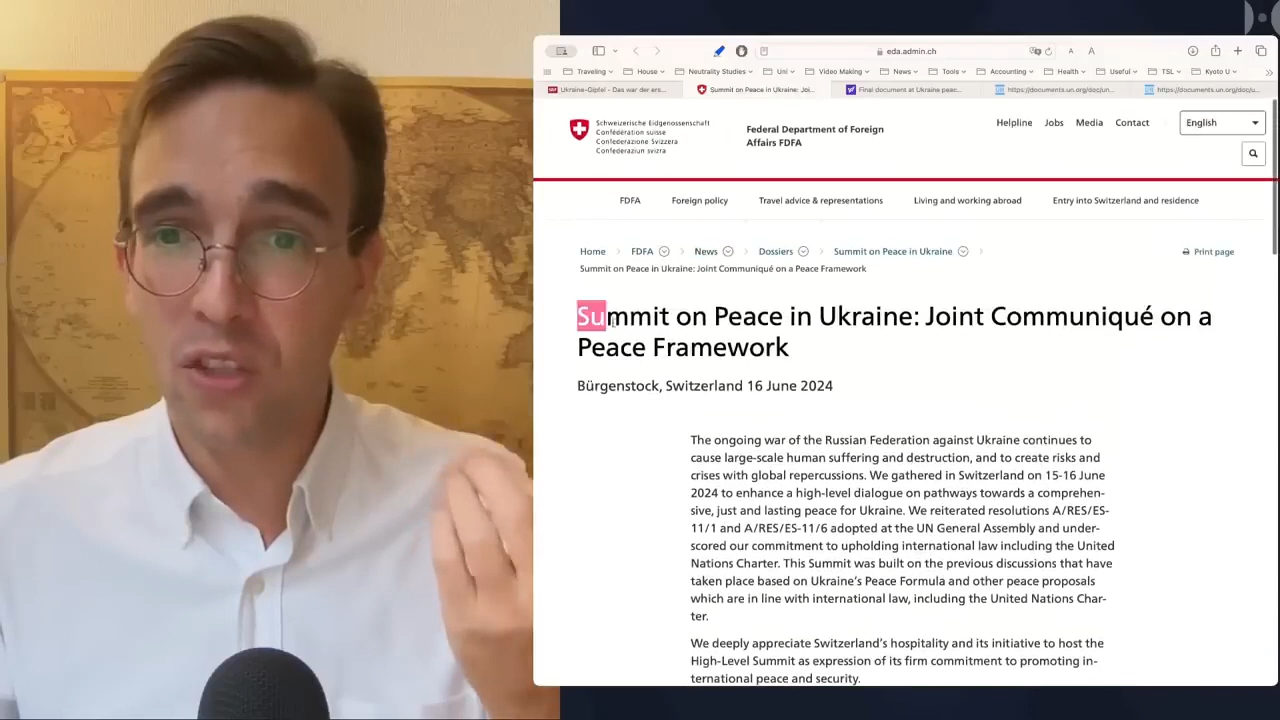 eda.admin.ch
A A
Traveling House Neutrality Studies Uni Video Making News Tools Accounting Health Useful TSL Kyoto U
Ukraine-Gipfel – Das war der ers... Summit on Peace in Ukraine: Joi... Final document at Ukraine peac... https://documents.un.org/doc/un... https://documents.un.org/doc/u...
Schweizerische Eidgenossenschaft
Confédération suisse
Confederazione Svizzera
Confederaziun svizra
Federal Department of Foreign
Affairs FDFA
Helpline Jobs Media Contact English
FDFA Foreign policy Travel advice & representations Living and working abroad Entry into Switzerland and residence
Home FDFA News Dossiers Summit on Peace in Ukraine Print page
Summit on Peace in Ukraine: Joint Communiqué on a Peace Framework
Summit on Peace in Ukraine: Joint Communiqué on a
Peace Framework
Bürgenstock, Switzerland 16 June 2024
The ongoing war of the Russian Federation against Ukraine continues to
cause large-scale human suffering and destruction, and to create risks and
crises with global repercussions. We gathered in Switzerland on 15-16 June
2024 to enhance a high-level dialogue on pathways towards a comprehen-
sive, just and lasting peace for Ukraine. We reiterated resolutions A/RES/ES-
11/1 and A/RES/ES-11/6 adopted at the UN General Assembly and under-
scored our commitment to upholding international law including the United
Nations Charter. This Summit was built on the previous discussions that have
taken place based on Ukraine’s Peace Formula and other peace proposals
which are in line with international law, including the United Nations Char-
ter.
We deeply appreciate Switzerland’s hospitality and its initiative to host the
High-Level Summit as expression of its firm commitment to promoting in-
ternational peace and security.